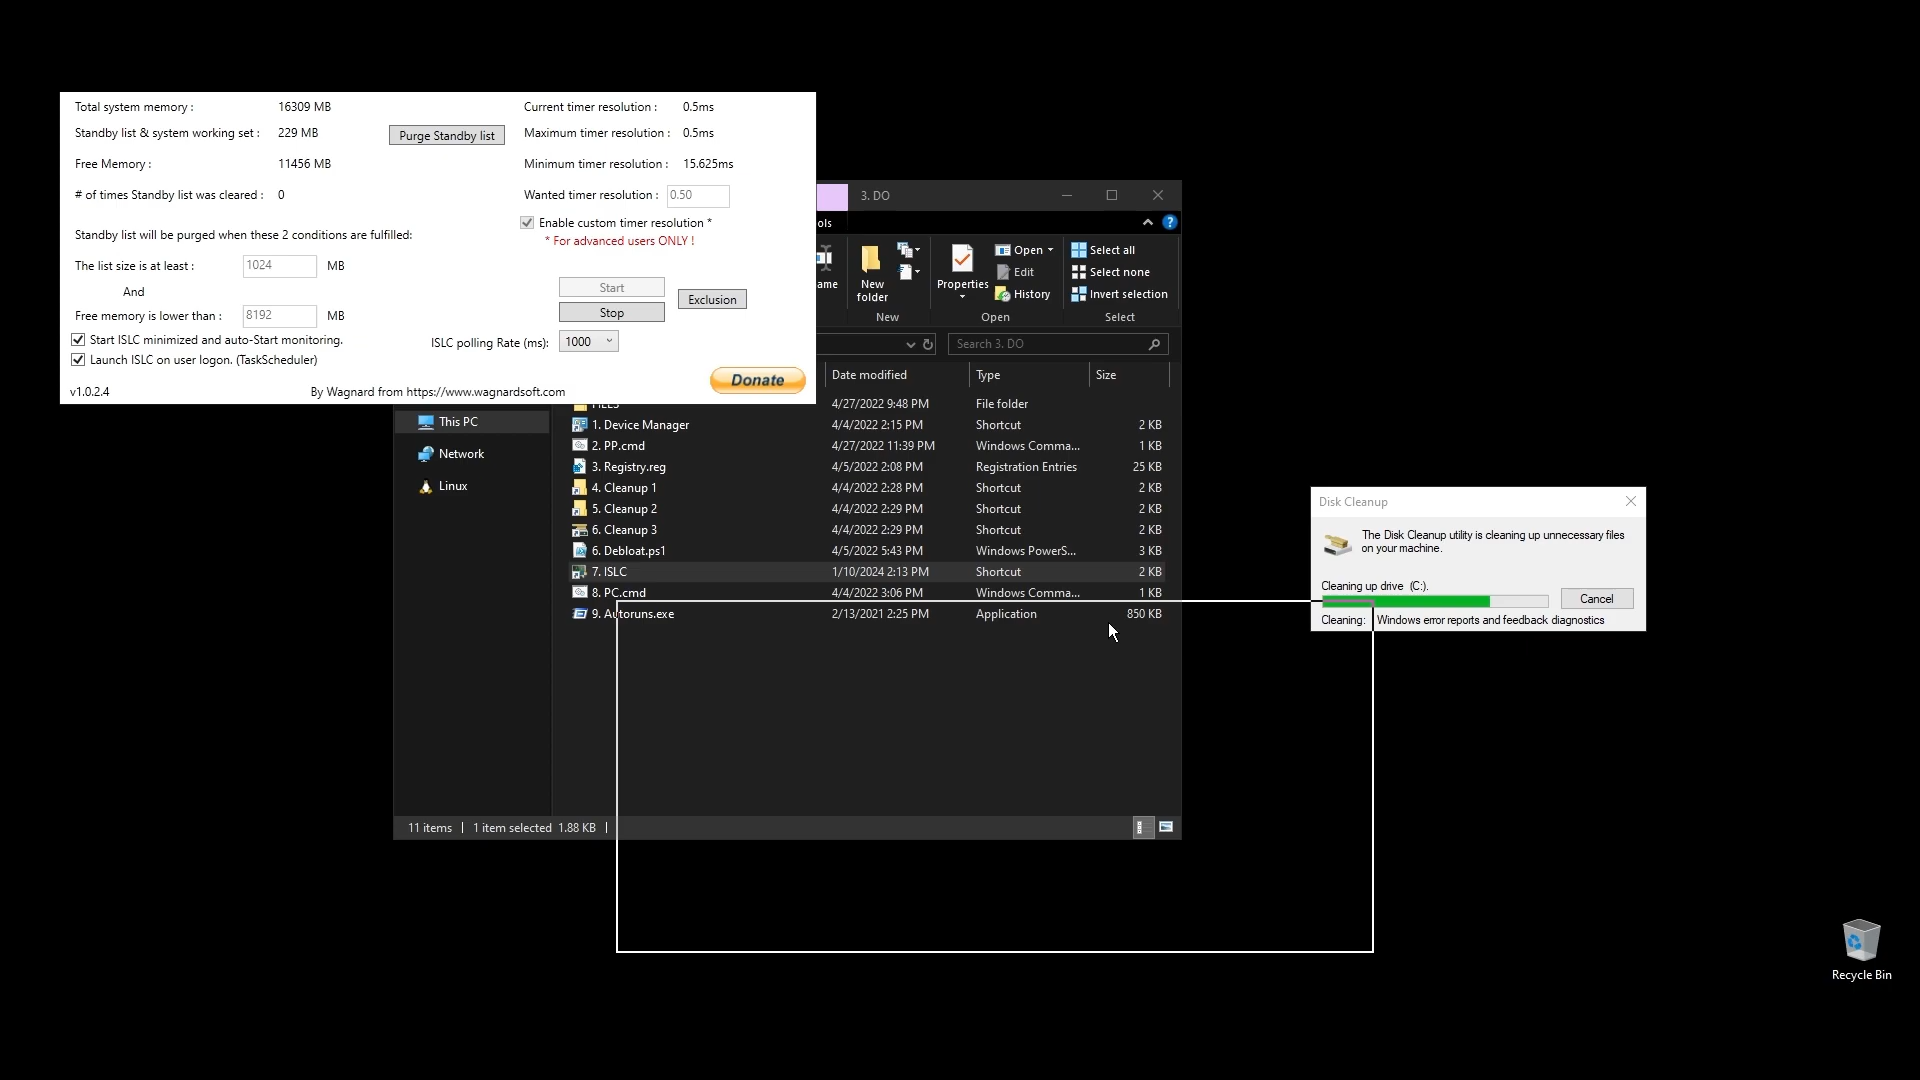 Total system memory : 16309 MB
Standby list & system working set : 229 MB
Purge Standby list
Free Memory : 11456 MB
# of times Standby list was cleared : 0
Standby list will be purged when these 2 conditions are fulfilled:
The list size is at least : 1024 MB
And
Free memory is lower than : 8192 MB
Start ISLC minimized and auto-Start monitoring.
Launch ISLC on user logon. (TaskScheduler)
v1.0.2.4
By Wagnard from https://www.wagnardsoft.com
Current timer resolution : 0.5ms
Maximum timer resolution : 0.5ms
Minimum timer resolution : 15.625ms
Wanted timer resolution : 0.50
Enable custom timer resolution *
* For advanced users ONLY !
Start
Stop
Exclusion
ISLC polling Rate (ms): 1000
Donate
3. DO
ols
ame
New folder
New
Properties
Open
Edit
History
Open
Select all
Select none
Invert selection
Select
Search 3. DO
Date modified Type Size
4/27/2022 9:48 PM File folder
1. Device Manager 4/4/2022 2:15 PM Shortcut 2 KB
2. PP.cmd 4/27/2022 11:39 PM Windows Comma... 1 KB
3. Registry.reg 4/5/2022 2:08 PM Registration Entries 25 KB
4. Cleanup 1 4/4/2022 2:28 PM Shortcut 2 KB
5. Cleanup 2 4/4/2022 2:29 PM Shortcut 2 KB
6. Cleanup 3 4/4/2022 2:29 PM Shortcut 2 KB
6. Debloat.ps1 4/5/2022 5:43 PM Windows PowerS... 3 KB
7. ISLC 1/10/2024 2:13 PM Shortcut 2 KB
8. PC.cmd 4/4/2022 3:06 PM Windows Comma... 1 KB
9. Autoruns.exe 2/13/2021 2:25 PM Application 850 KB
This PC
Network
Linux
11 items 1 item selected 1.88 KB
Disk Cleanup
The Disk Cleanup utility is cleaning up unnecessary files
on your machine.
Cleaning up drive (C:).
Cancel
Cleaning: Windows error reports and feedback diagnostics
Recycle Bin